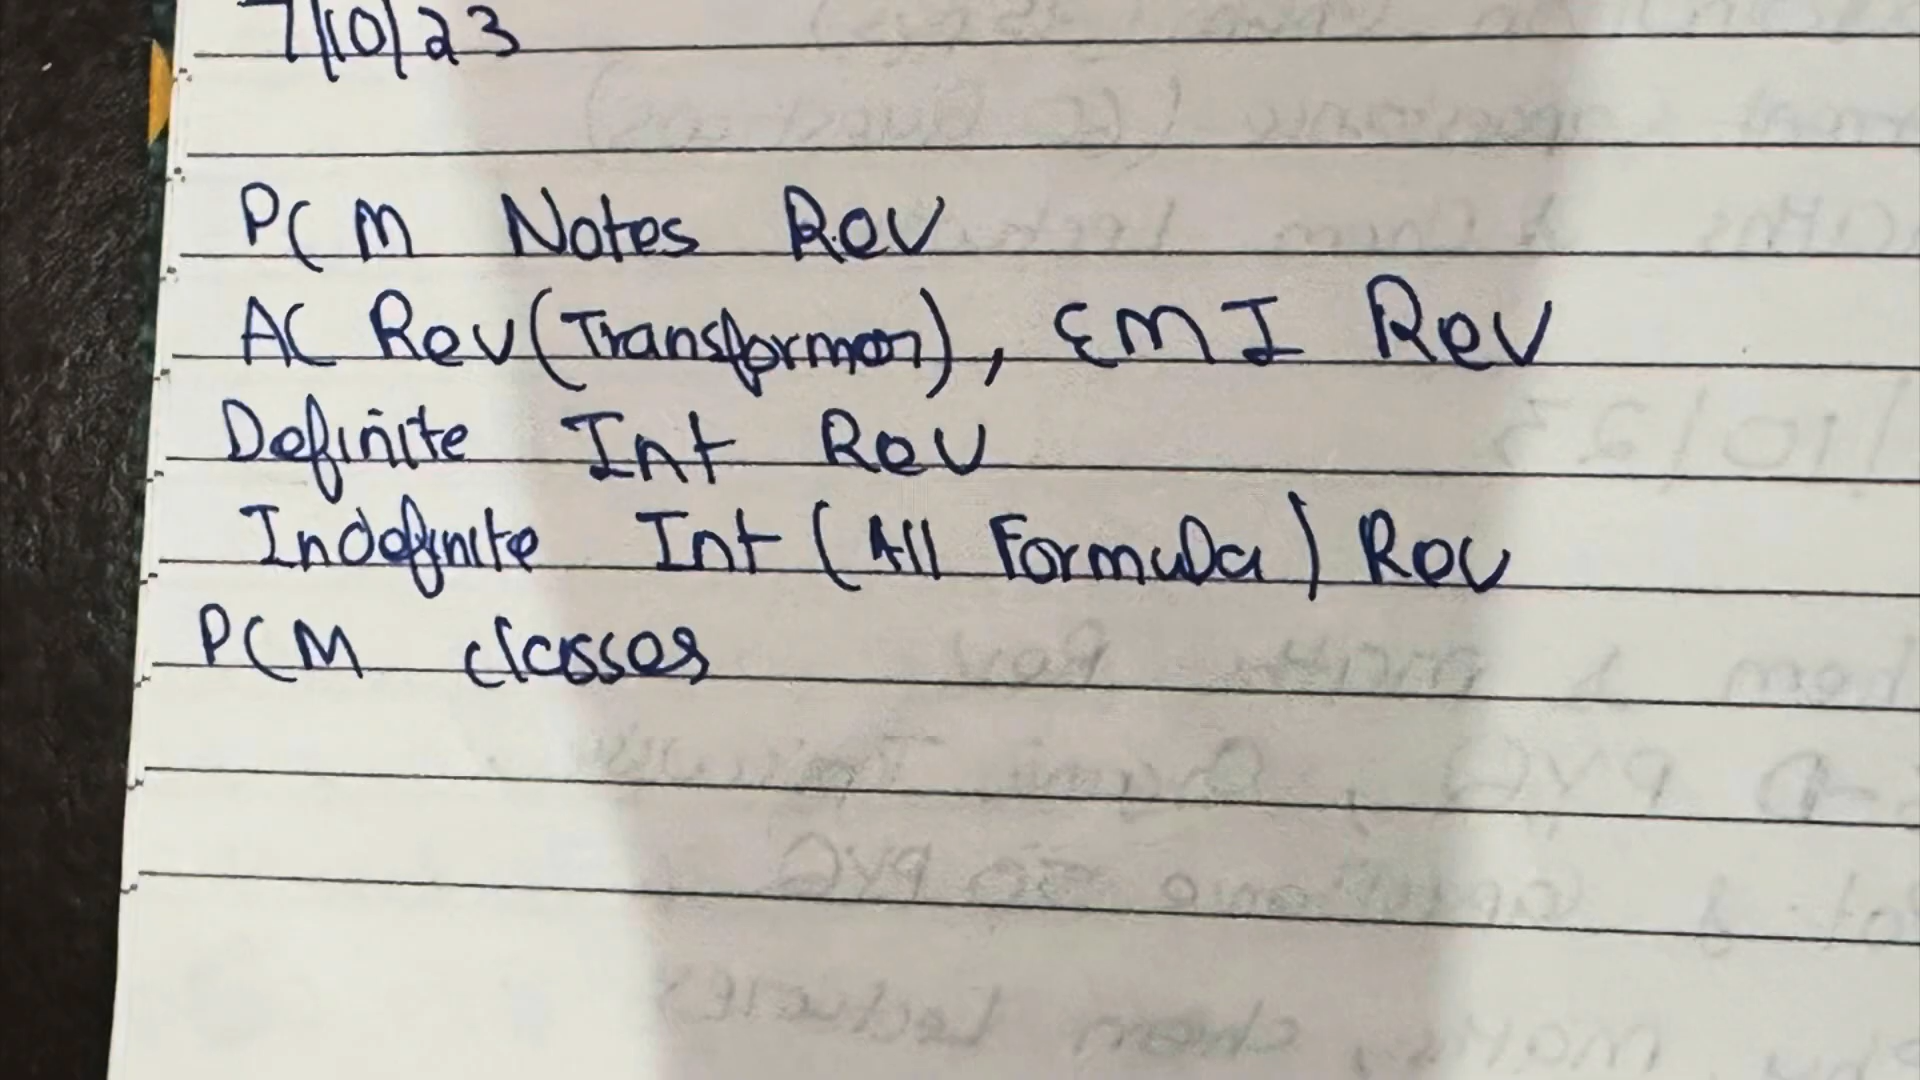 7/10/23
PCM Notes Rev
AC Rev (Transformer), EMI Rev
Definite Int Rev
Indefinite Int (All Formula) Rev
PCM classes